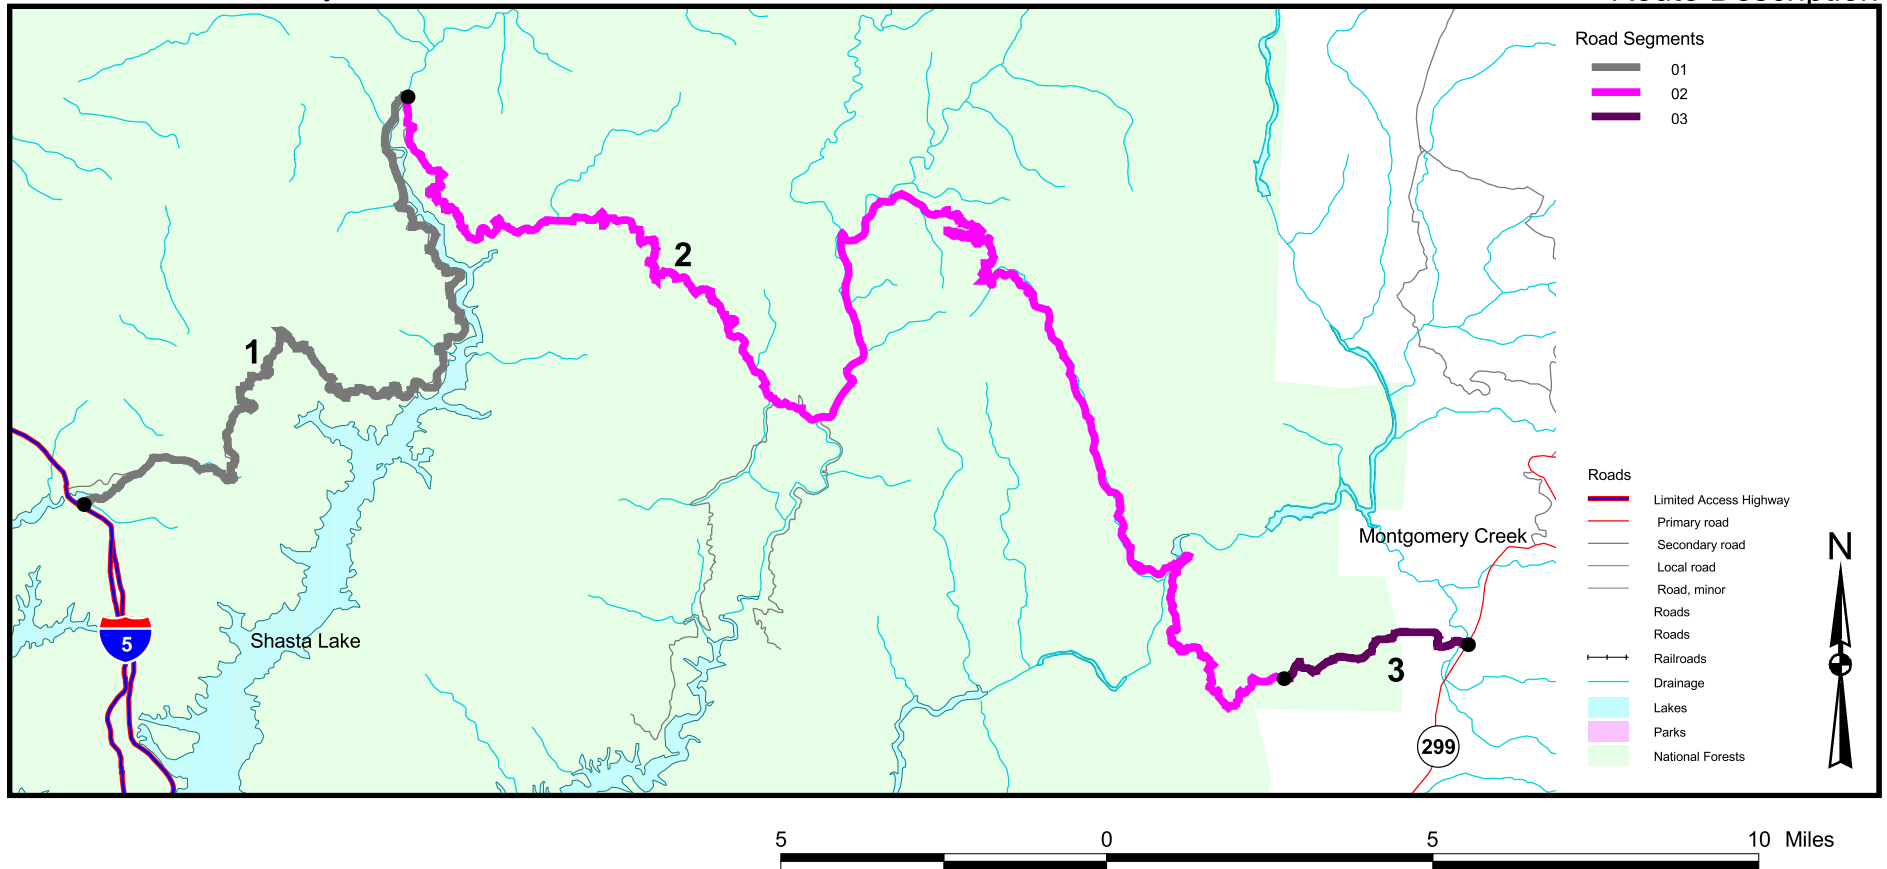 Road Segments
01
02
03
2
1
Roads
Limited Access Highway
Primary road
Montgomery Creek
Secondary road
N
Local road
Road, minor
Roads
Roads
5
Shasta Lake
Railroads
3
Drainage
Lakes
Parks
299
National Forests
5 0 5 10 Miles